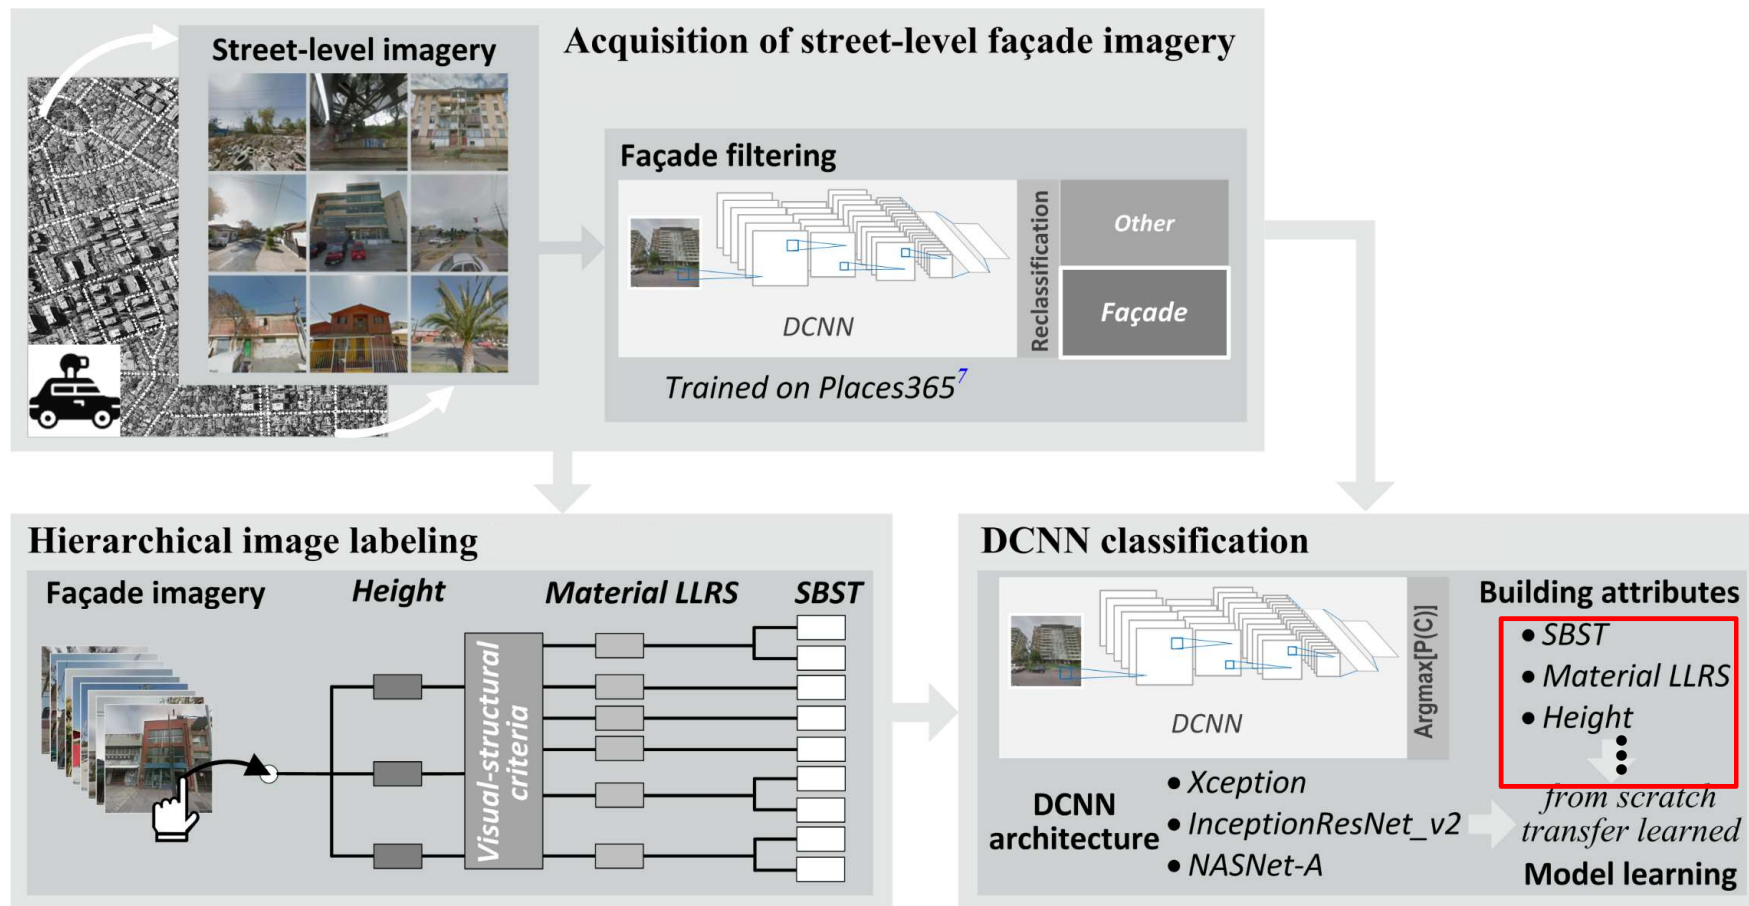 Acquisition of street-level façade imagery
Street-level imagery
Façade filtering
DCNN
Reclassification
Other
Façade
Trained on Places365⁷
Hierarchical image labeling
Façade imagery
Height
Material LLRS
SBST
Visual-structural
criteria
DCNN classification
DCNN
Argmax[P(C)]
Building attributes
• SBST
• Material LLRS
• Height
DCNN
architecture
• Xception
• InceptionResNet_v2
• NASNet-A
from scratch
transfer learned
Model learning